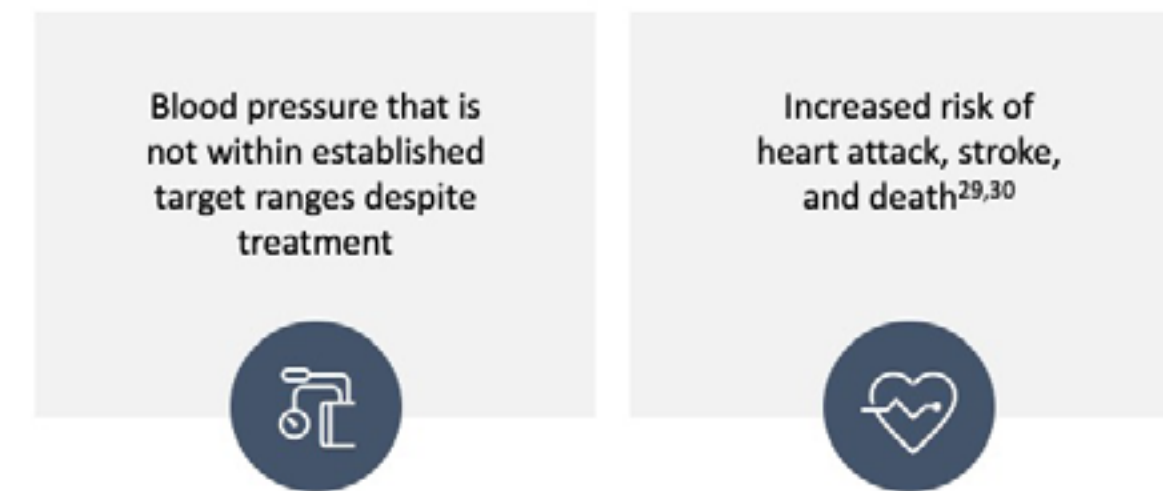 Blood pressure that is
not within established
target ranges despite
treatment
Increased risk of
heart attack, stroke,
and death29,30